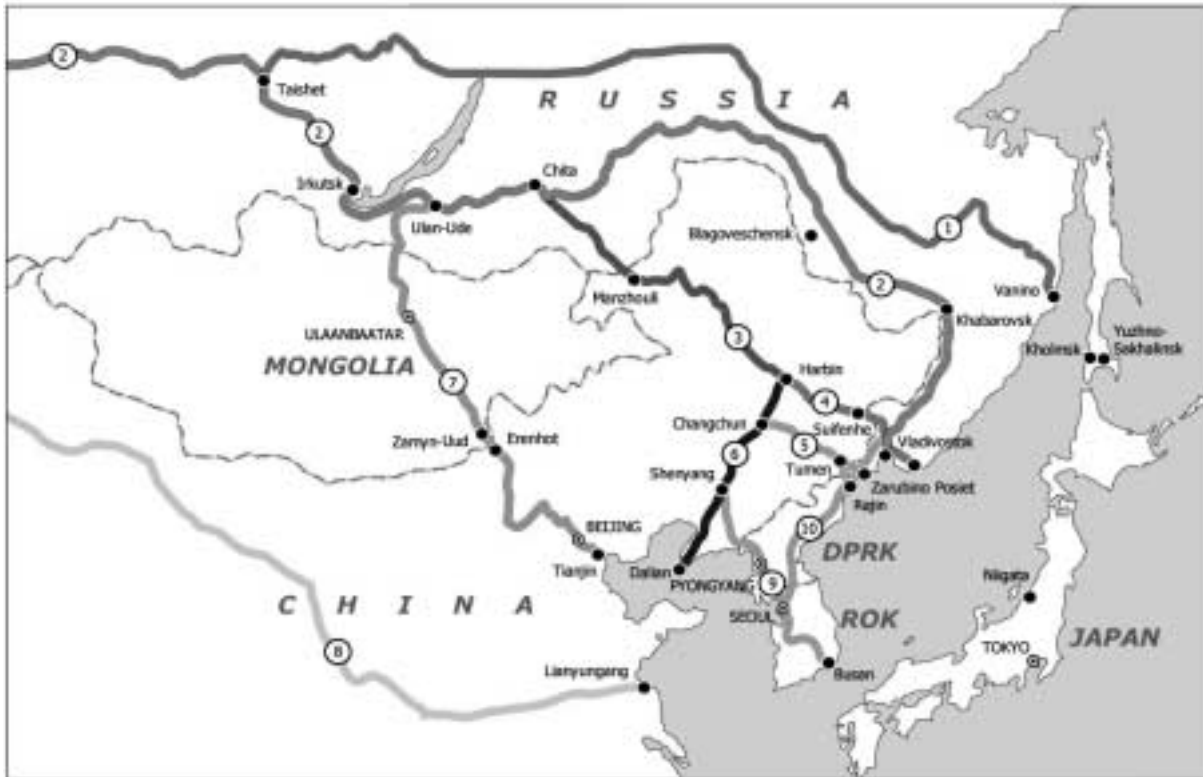 2
Taishet
R U S S I A
2
Chita
Irkutsk
Ulan-Ude
Blagoveschensk
1
2
Vanino
Manzhouli
Khabarovsk
ULAANBAATAR
Yuzhno-
Sakhalinsk
Kholmsk
3
MONGOLIA
7
Harbin
4
Changchun
Suifenhe
Zamyn-Uud
Erenhot
5
Vladivostok
6
Tumen
Shenyang
Zarubino Posiet
Rajin
BEIJING
10
DPRK
Tianjin
Dalian
PYONGYANG
9
Niigata
C H I N A
SEOUL
ROK
JAPAN
TOKYO
8
Lianyungang
Busan